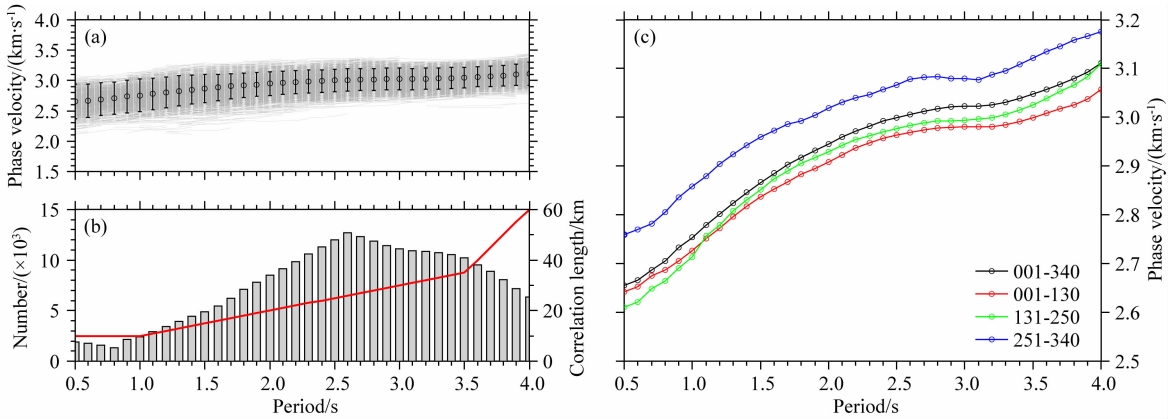 (a)
Phase velocity/(km·s⁻¹)
4.0
3.5
3.0
2.5
2.0
1.5
(b)
Number/(×10³)
15
10
5
0
60
40
20
0
Correlation length/km
0.5 1.0 1.5 2.0 2.5 3.0 3.5 4.0
Period/s
(c)
3.2
3.1
3.0
2.9
2.8
2.7
2.6
2.5
Phase velocity/(km·s⁻¹)
001-340
001-130
131-250
251-340
0.5 1.0 1.5 2.0 2.5 3.0 3.5 4.0
Period/s